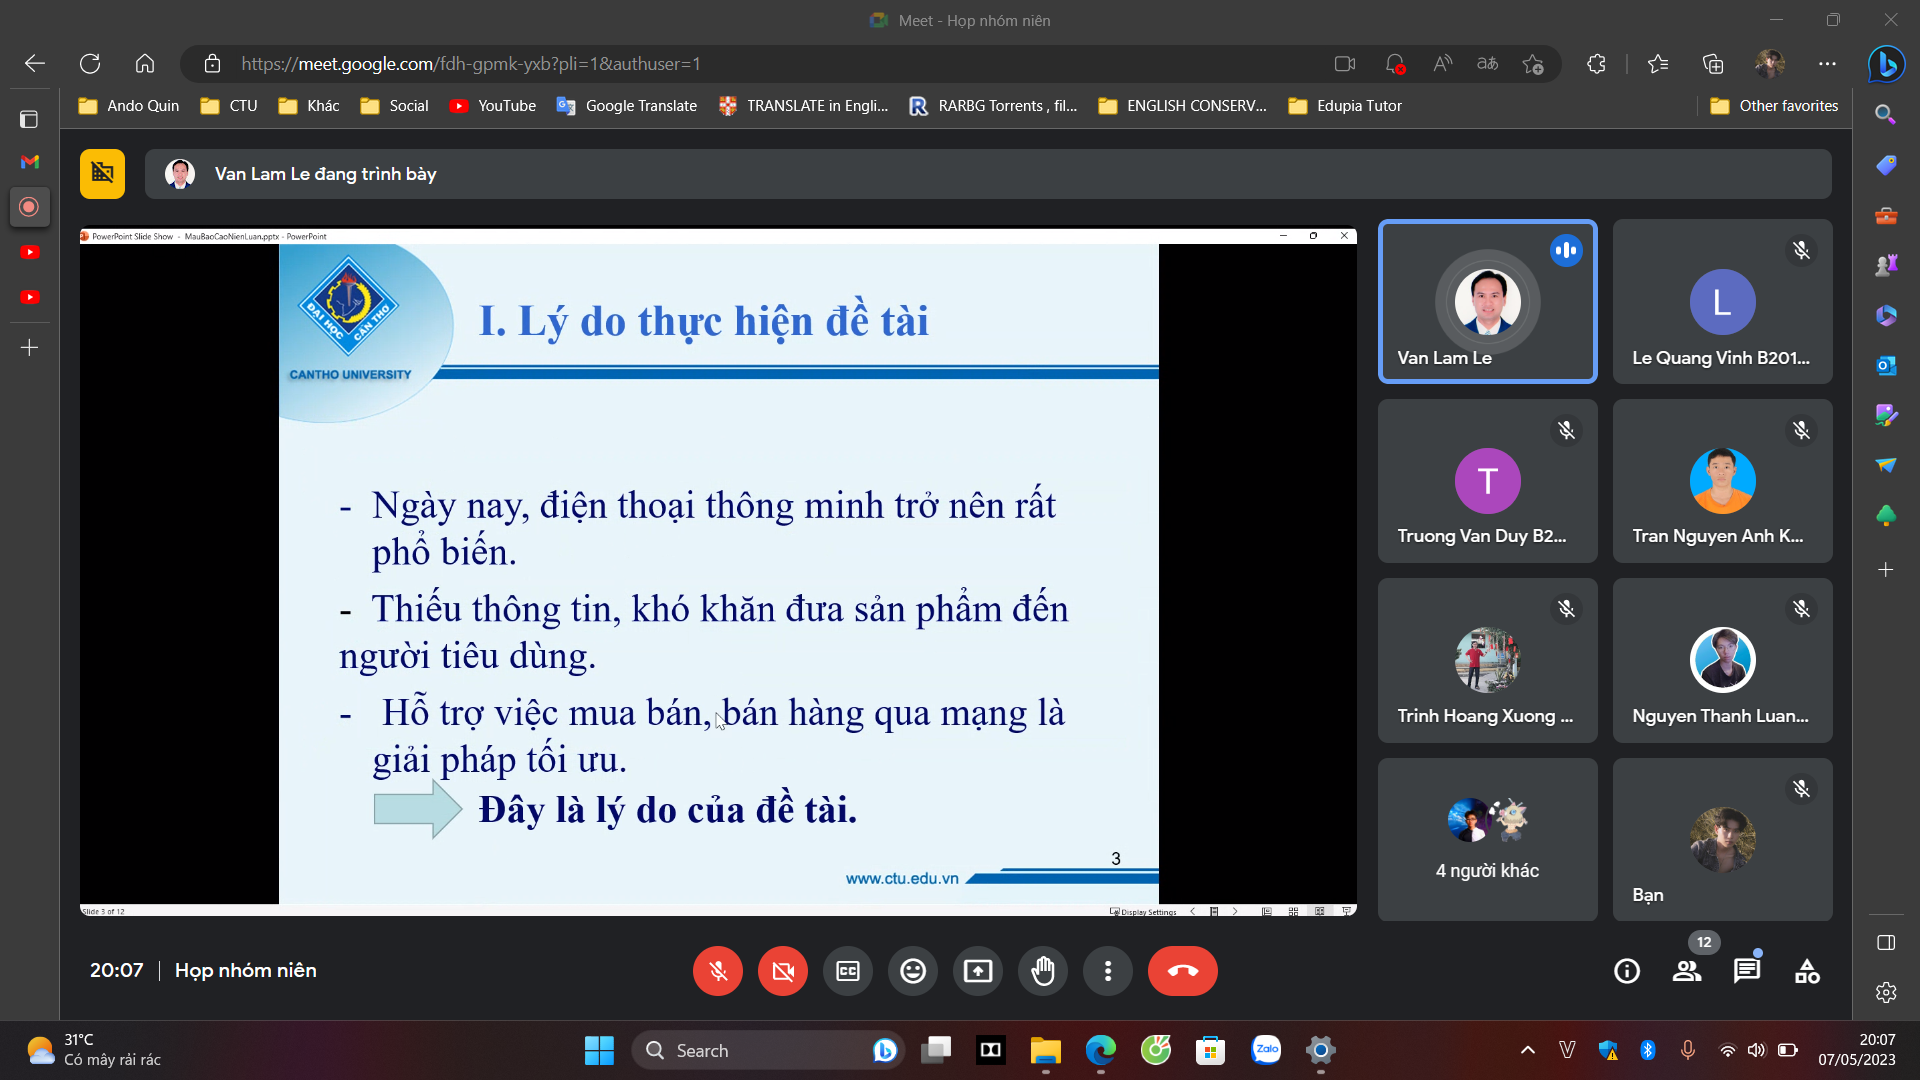 Meet - Họp nhóm niên
https://meet.google.com/fdh-gpmk-yxb?pli=1&authuser=1
Ando Quin
CTU
Khác
Social
YouTube
Google Translate
TRANSLATE in Engli...
RARBG Torrents , fil...
ENGLISH CONSERV...
Edupia Tutor
Other favorites
Van Lam Le đang trình bày
PowerPoint Slide Show - MauBaoCaoNienLuan.pptx - PowerPoint
ĐẠI HỌC CẦN THƠ
CANTHO UNIVERSITY
I. Lý do thực hiện đề tài
- Ngày nay, điện thoại thông minh trở nên rất
phổ biến.
- Thiếu thông tin, khó khăn đưa sản phẩm đến
người tiêu dùng.
- Hỗ trợ việc mua bán, bán hàng qua mạng là
giải pháp tối ưu.
Đây là lý do của đề tài.
3
www.ctu.edu.vn
Slide 3 of 12
Display Settings
Van Lam Le
L
Le Quang Vinh B201...
T
Truong Van Duy B2...
Tran Nguyen Anh K...
Trinh Hoang Xuong ...
Nguyen Thanh Luan...
4 người khác
Bạn
20:07 | Họp nhóm niên
12
31°C
Có mây rải rác
Search
Zalo
V
20:07
07/05/2023